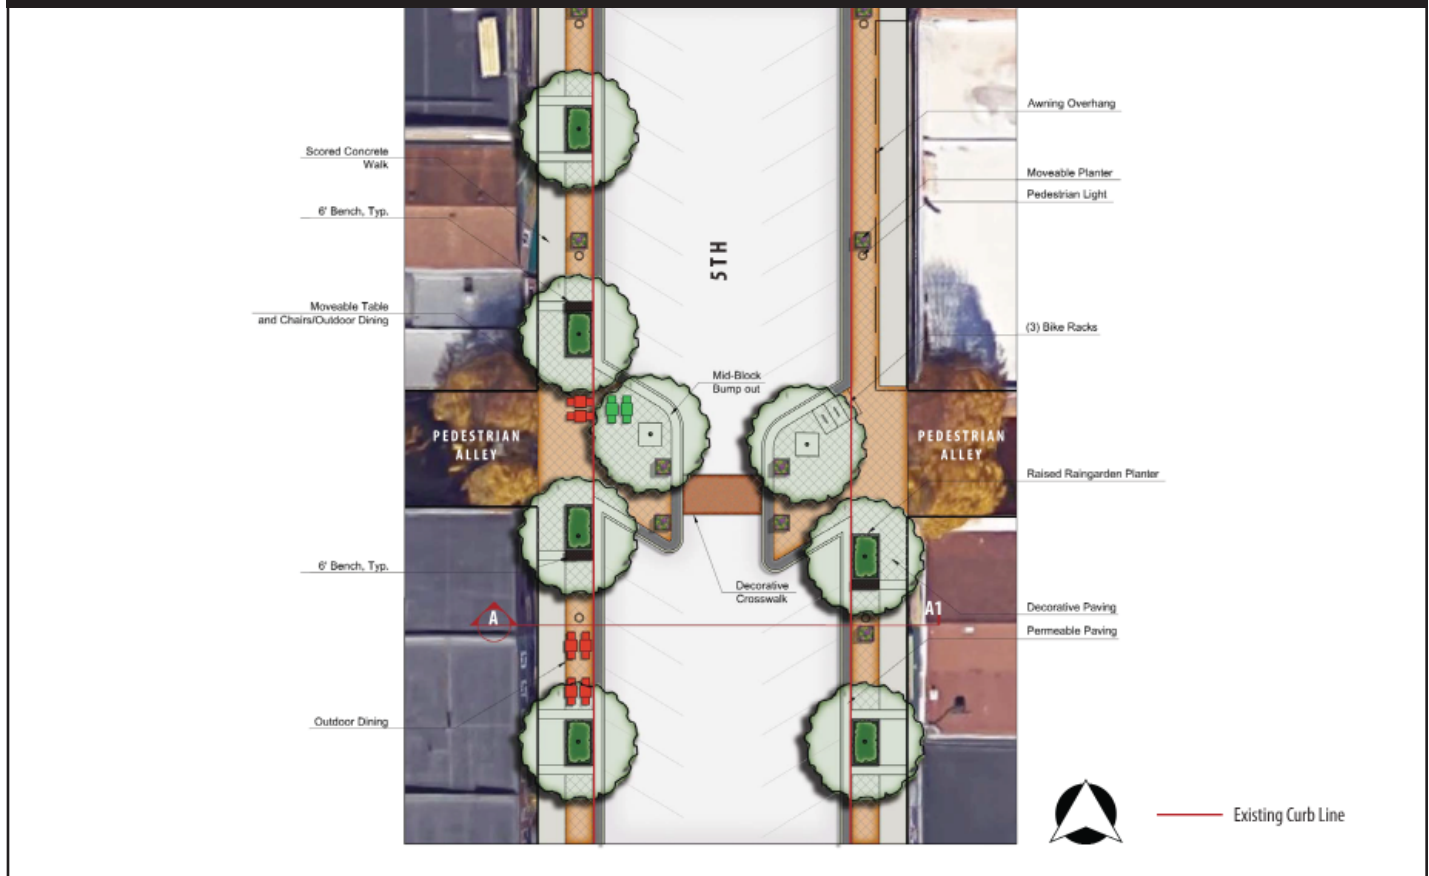 Scored Concrete
Walk
6' Bench, Typ.
Moveable Table
and Chairs/Outdoor Dining
PEDESTRIAN
ALLEY
6' Bench, Typ.
A
Outdoor Dining
5TH
Mid-Block
Bump out
Decorative
Crosswalk
Awning Overhang
Moveable Planter
Pedestrian Light
(3) Bike Racks
PEDESTRIAN
ALLEY
Raised Raingarden Planter
A1
Decorative Paving
Permeable Paving
Existing Curb Line